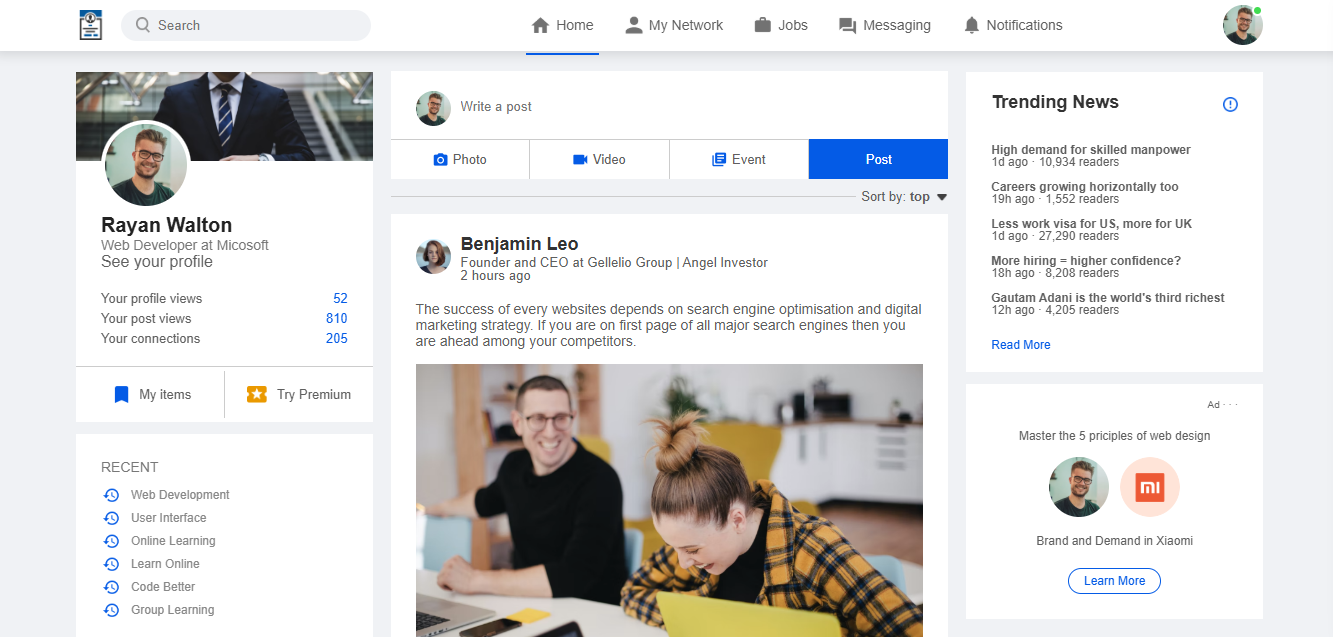 Search
Home
My Network
Jobs
Messaging
Notifications
Rayan Walton
Web Developer at Micosoft
See your profile
Your profile views 52
Your post views 810
Your connections 205
My items
Try Premium
RECENT
Web Development
User Interface
Online Learning
Learn Online
Code Better
Group Learning
Write a post
Photo
Video
Event
Post
Sort by: top
Benjamin Leo
Founder and CEO at Gellelio Group | Angel Investor
2 hours ago
The success of every websites depends on search engine optimisation and digital
marketing strategy. If you are on first page of all major search engines then you
are ahead among your competitors.
Trending News
High demand for skilled manpower
1d ago · 10,934 readers
Careers growing horizontally too
19h ago · 1,552 readers
Less work visa for US, more for UK
1d ago · 27,290 readers
More hiring = higher confidence?
18h ago · 8,208 readers
Gautam Adani is the world's third richest
12h ago · 4,205 readers
Read More
Ad · · ·
Master the 5 priciples of web design
mi
Brand and Demand in Xiaomi
Learn More